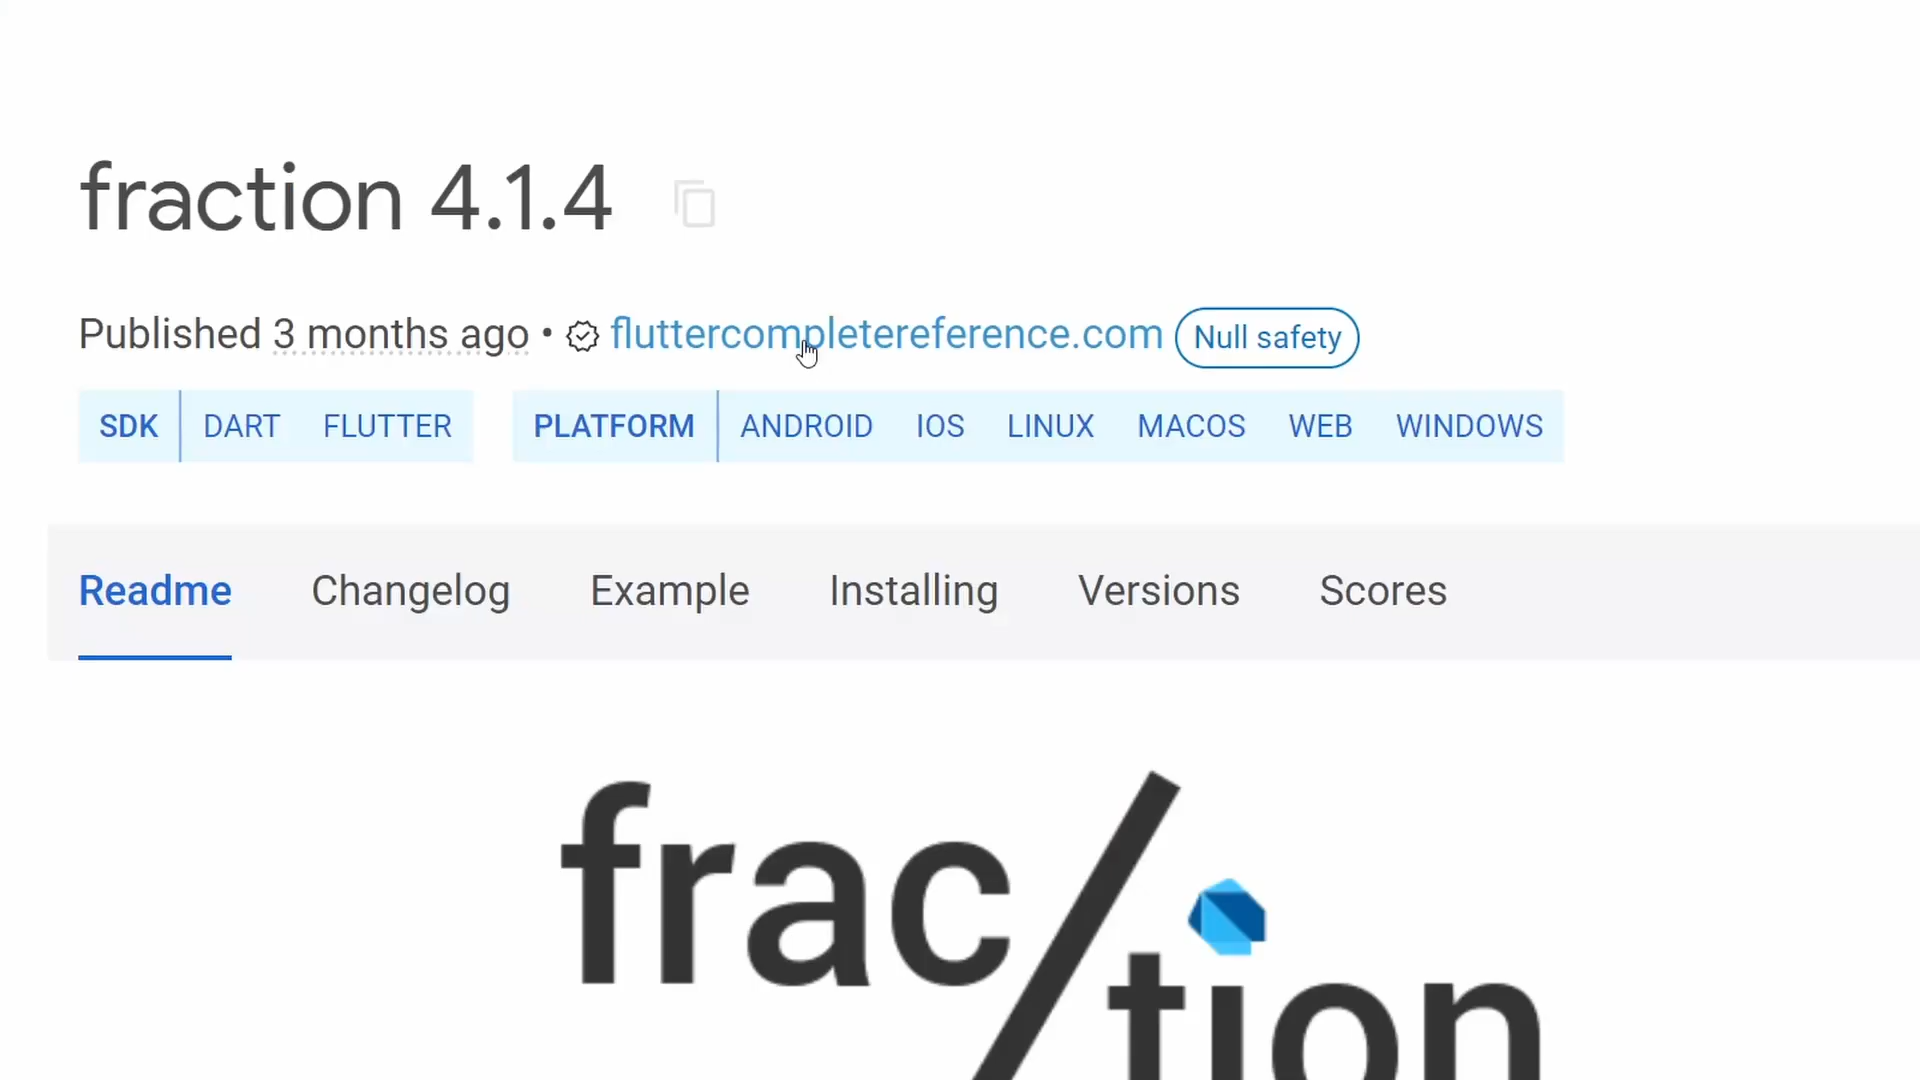 fraction 4.1.4
Published 3 months ago • fluttercompletereference.com Null safety
SDK DART FLUTTER PLATFORM ANDROID IOS LINUX MACOS WEB WINDOWS
Readme Changelog Example Installing Versions Scores
frac/tion